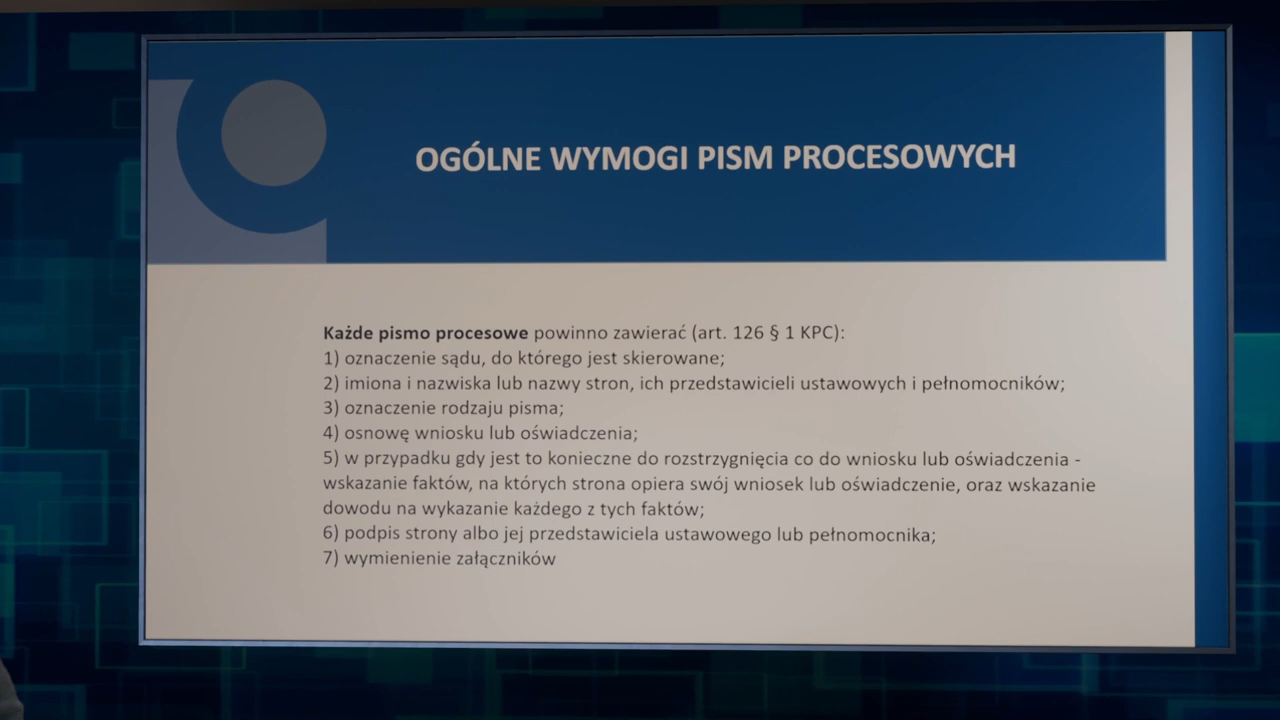 OGÓLNE WYMOGI PISM PROCESOWYCH
Każde pismo procesowe powinno zawierać (art. 126 § 1 KPC):
1) oznaczenie sądu, do którego jest skierowane;
2) imiona i nazwiska lub nazwy stron, ich przedstawicieli ustawowych i pełnomocników;
3) oznaczenie rodzaju pisma;
4) osnowę wniosku lub oświadczenia;
5) w przypadku gdy jest to konieczne do rozstrzygnięcia co do wniosku lub oświadczenia -
wskazanie faktów, na których strona opiera swój wniosek lub oświadczenie, oraz wskazanie
dowodu na wykazanie każdego z tych faktów;
6) podpis strony albo jej przedstawiciela ustawowego lub pełnomocnika;
7) wymienienie załączników